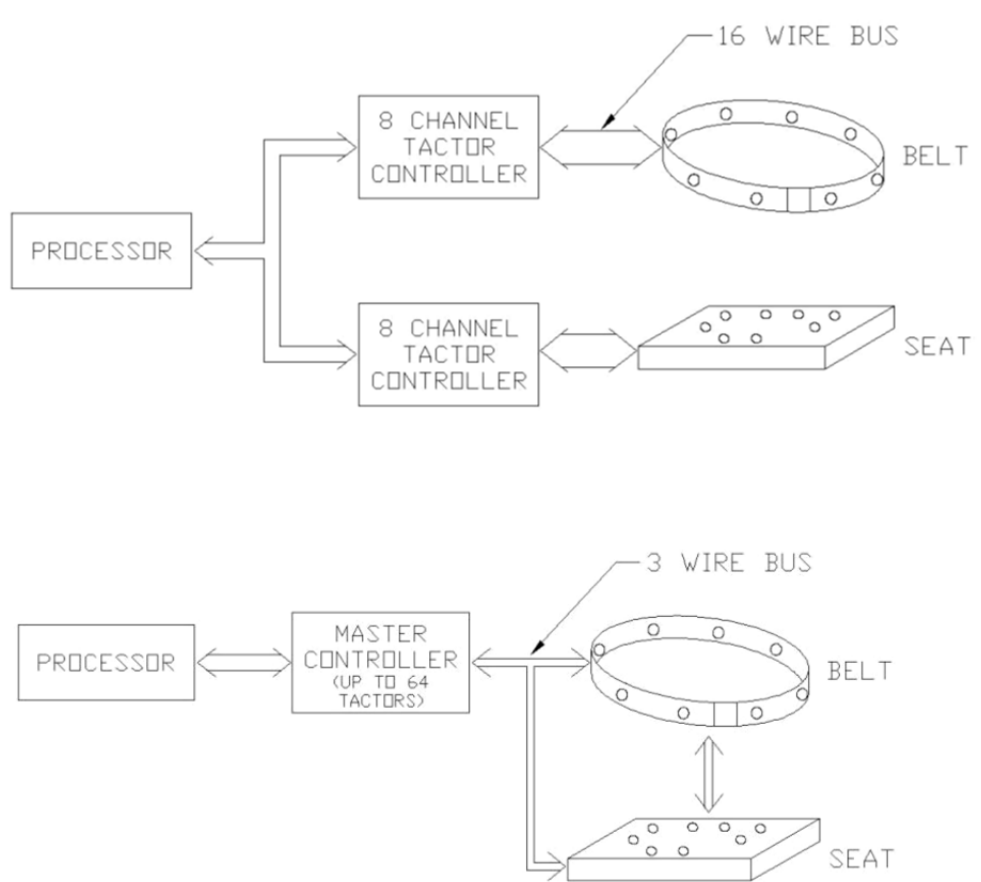 16 WIRE BUS
8 CHANNEL
TACTOR
CONTROLLER
BELT
PROCESSOR
8 CHANNEL
TACTOR
CONTROLLER
SEAT
3 WIRE BUS
PROCESSOR
MASTER
CONTROLLER
(UP TO 64
TACTORS)
BELT
SEAT